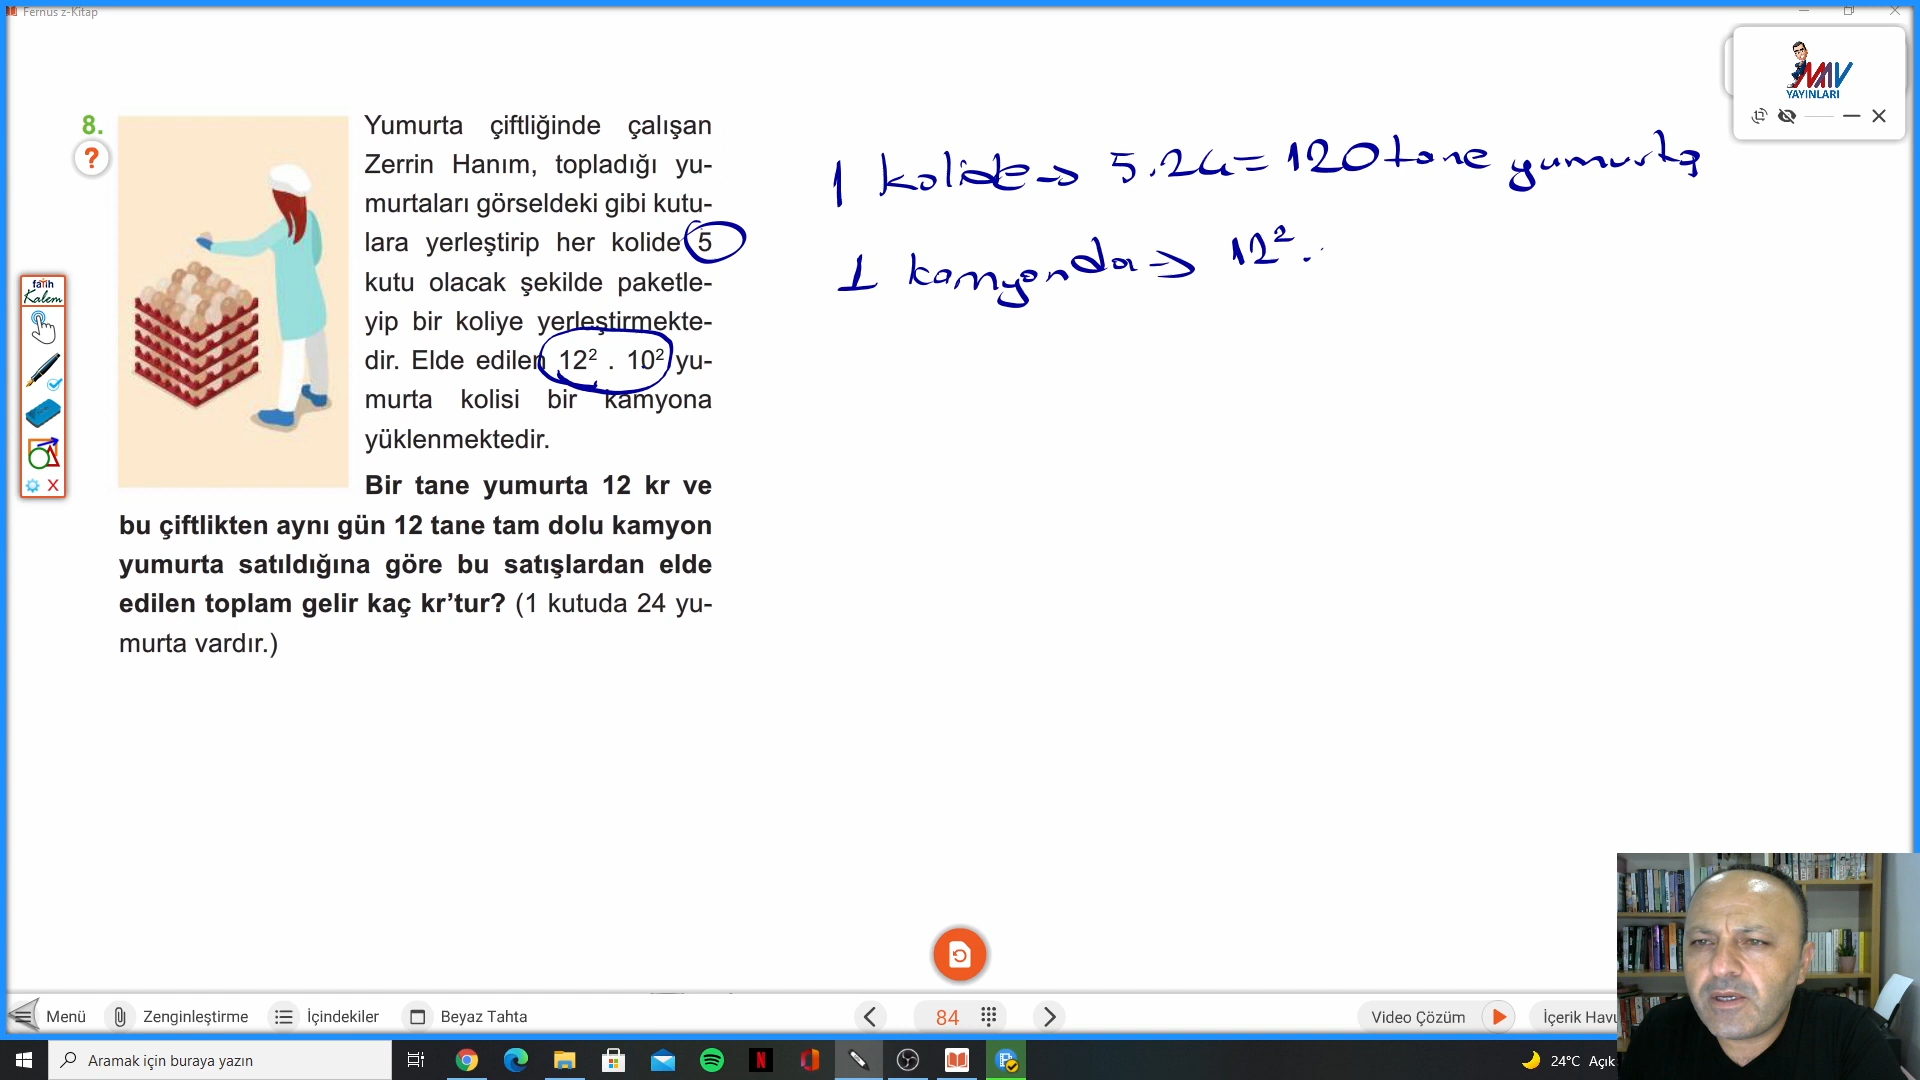 Fernus z-Kitap
MAV
YAYINLARI
8.
?
Yumurta çiftliğinde çalışan
Zerrin Hanım, topladığı yu-
murtaları görseldeki gibi kutu-
lara yerleştirip her kolide 5
kutu olacak şekilde paketle-
yip bir koliye yerleştirmekte-
dir. Elde edilen 12² . 10² yu-
murta kolisi bir kamyona
yüklenmektedir.
Bir tane yumurta 12 kr ve
bu çiftlikten aynı gün 12 tane tam dolu kamyon
yumurta satıldığına göre bu satışlardan elde
edilen toplam gelir kaç kr’tur? (1 kutuda 24 yu-
murta vardır.)
1 kolide → 5.24 = 120 tane yumurta
1 kamyonda → 12² .
fatih
Kalem
Menü
Zenginleştirme
İçindekiler
Beyaz Tahta
84
Video Çözüm
İçerik Havu
Aramak için buraya yazın
24°C Açık